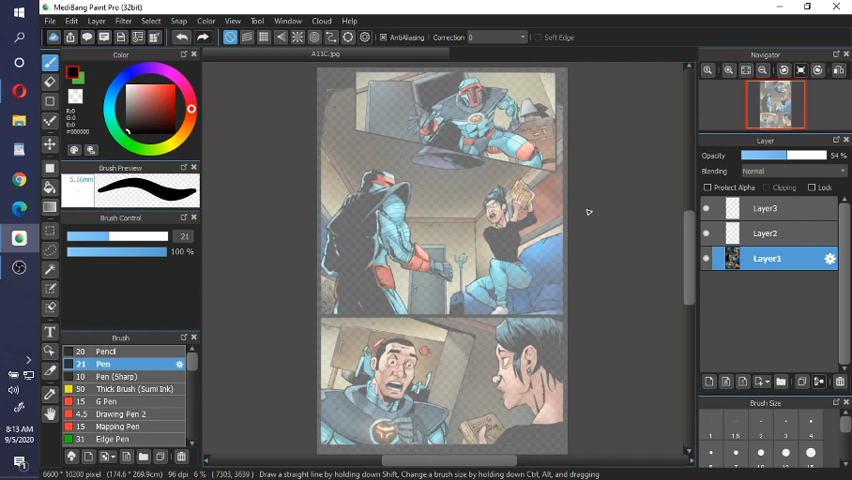 MediBang Paint Pro (32bit)
File Edit Layer Filter Select Snap Color View Tool Window Cloud Help
AntiAliasing Correction 0 Soft Edge
Color
A11C.jpg
Navigator
R:0
G:0
B:0
#000000
Layer
Opacity 54 %
Blending Normal
Protect Alpha Clipping Lock
Brush Preview
5.56mm
Layer3
Brush Control
Layer2
21
100 %
Layer1
Brush
20 Pencil
21 Pen
10 Pen (Sharp)
50 Thick Brush (Sumi Ink)
15 G Pen
4.5 Drawing Pen 2
15 Mapping Pen
31 Edge Pen
Brush Size
1 1.5 2 3 4
5 7 10 12 15
8:13 AM
9/5/2020
6600 * 10200 pixel (174.6 * 269.9cm) 96 dpi 6 % ( 7303, 3639) Draw a straight line by holding down Shift, Change a brush size by holding down Ctrl, Alt, and dragging